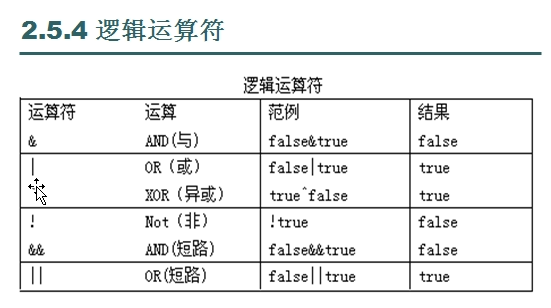 2.5.4 逻辑运算符
逻辑运算符
运算符 运算 范例 结果
& AND(与) false&true false
| OR（或） false|true true
XOR（异或） true^false true
! Not（非） !true false
&& AND(短路) false&&true false
|| OR(短路) false||true true